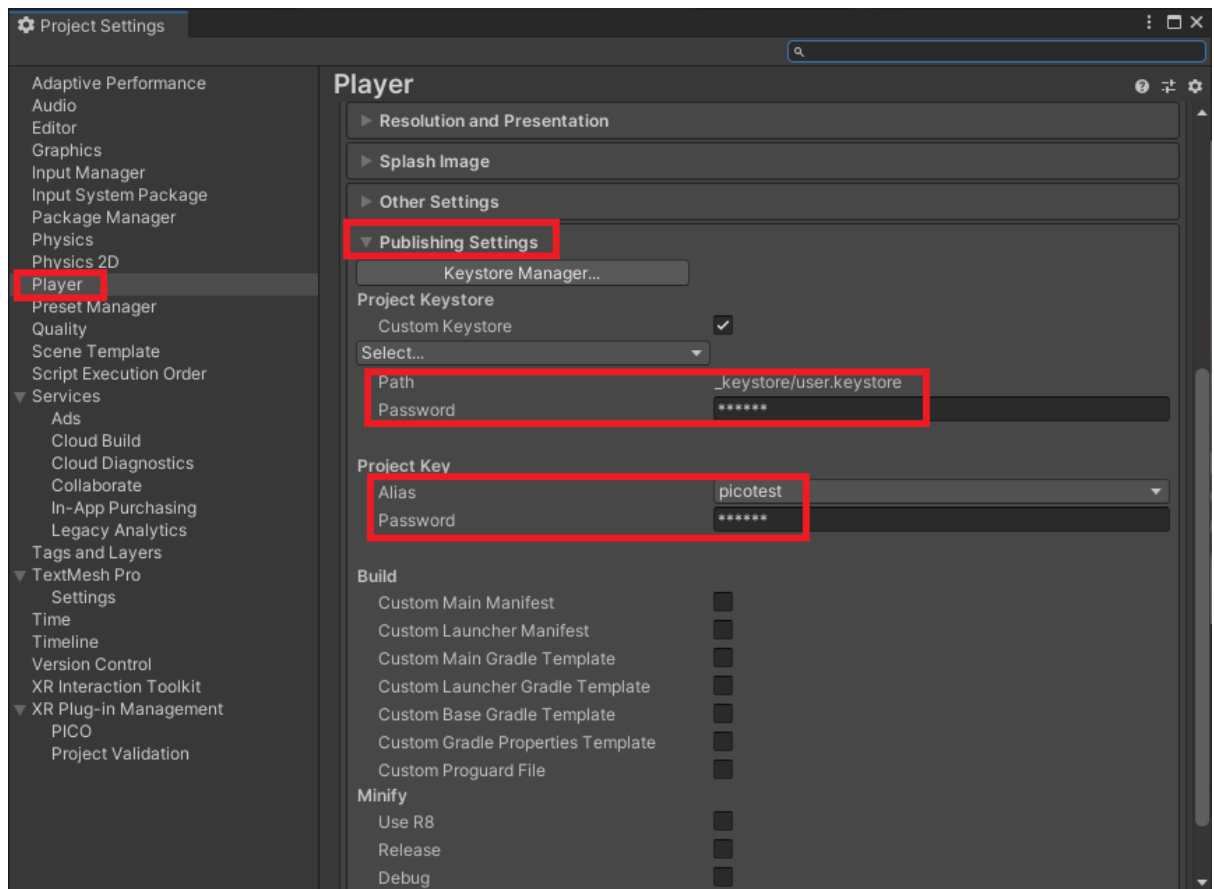 Project Settings
Adaptive Performance
Audio
Editor
Graphics
Input Manager
Input System Package
Package Manager
Physics
Physics 2D
Player
Preset Manager
Quality
Scene Template
Script Execution Order
Services
Ads
Cloud Build
Cloud Diagnostics
Collaborate
In-App Purchasing
Legacy Analytics
Tags and Layers
TextMesh Pro
Settings
Time
Timeline
Version Control
XR Interaction Toolkit
XR Plug-in Management
PICO
Project Validation
Player
Resolution and Presentation
Splash Image
Other Settings
Publishing Settings
Keystore Manager...
Project Keystore
Custom Keystore
Select...
Path _keystore/user.keystore
Password ******
Project Key
Alias picotest
Password ******
Build
Custom Main Manifest
Custom Launcher Manifest
Custom Main Gradle Template
Custom Launcher Gradle Template
Custom Base Gradle Template
Custom Gradle Properties Template
Custom Proguard File
Minify
Use R8
Release
Debug